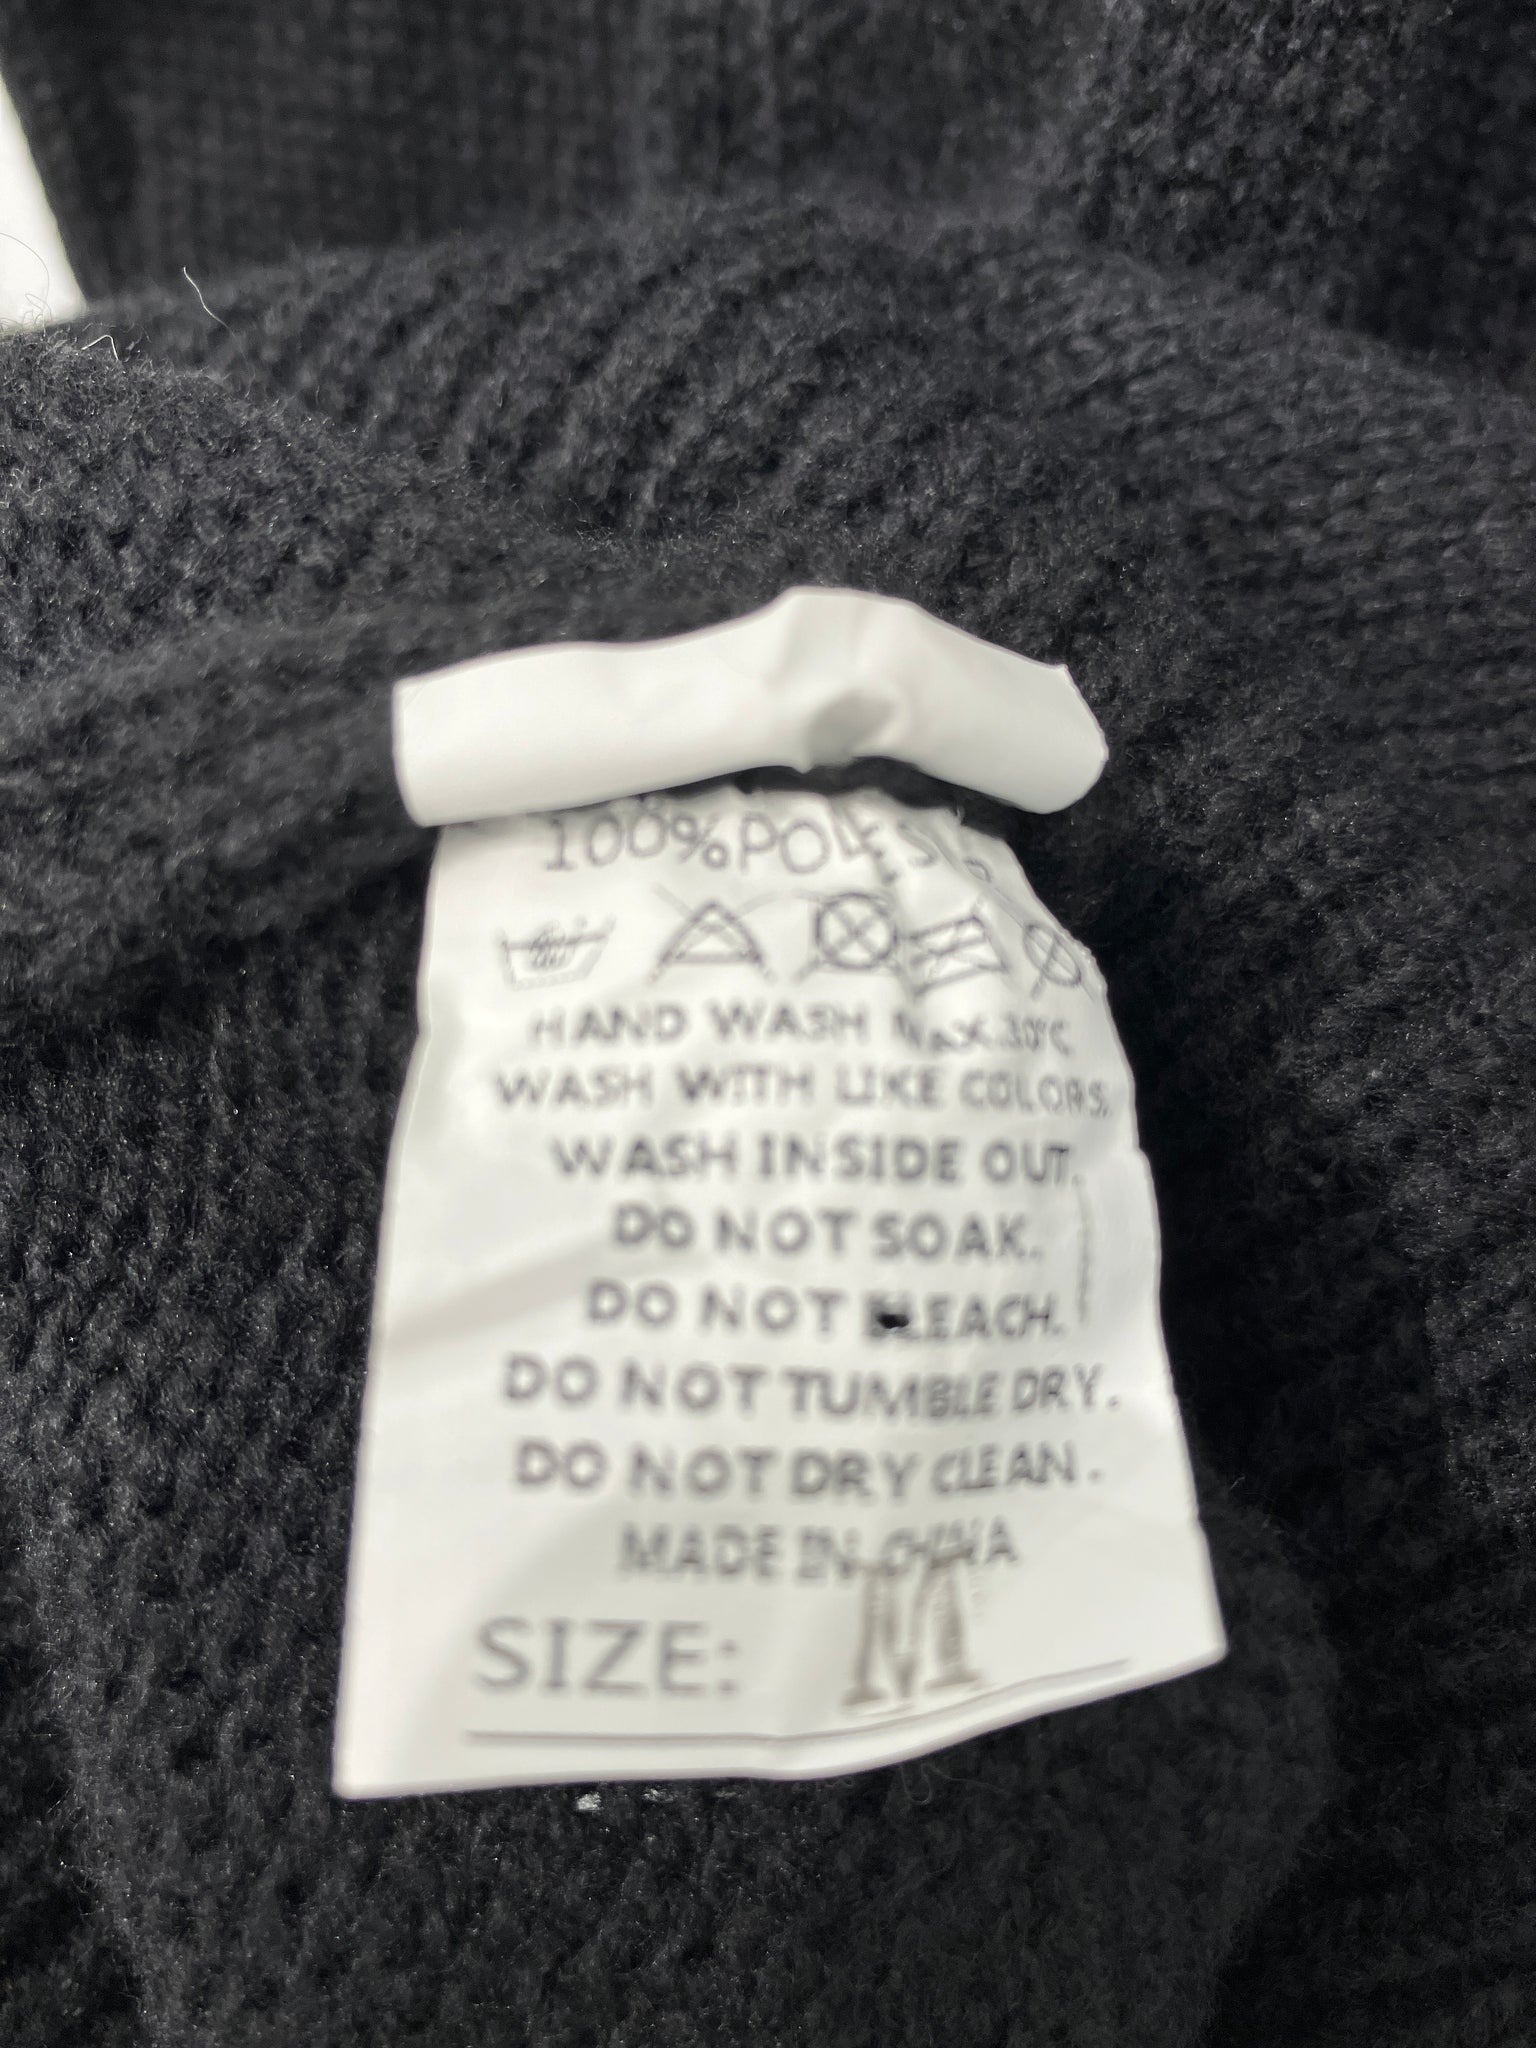 100% POLYESTER
HAND WASH MAX 30°C
WASH WITH LIKE COLORS.
WASH INSIDE OUT.
DO NOT SOAK.
DO NOT BLEACH.
DO NOT TUMBLE DRY.
DO NOT DRY CLEAN.
MADE IN CHINA
SIZE: M